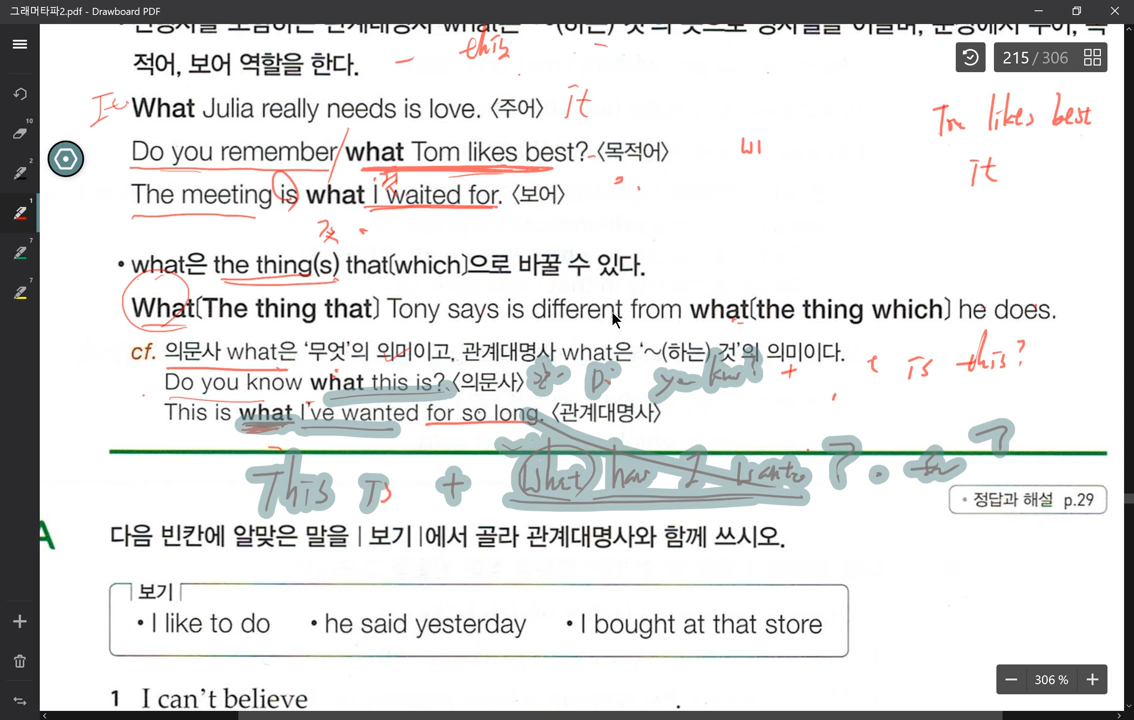 그래머타파2.pdf - Drawboard PDF
215 / 306
적어, 보어 역할을 한다.
this
It What Julia really needs is love. 〈주어〉 it
Do you remember what Tom likes best? 〈목적어〉
Tom likes best
it
The meeting is what I waited for. 〈보어〉
것
• what은 the thing(s) that(which)으로 바꿀 수 있다.
What(The thing that) Tony says is different from what(the thing which) he does.
cf. 의문사 what은 '무엇'의 의미이고, 관계대명사 what은 '~(하는) 것'의 의미이다.
Do you know what this is? 〈의문사〉
+ is this?
This is what I've wanted for so long. 〈관계대명사〉
This Is + What have I wanted ?
• 정답과 해설 p.29
A 다음 빈칸에 알맞은 말을 | 보기 |에서 골라 관계대명사와 함께 쓰시오.
보기
• I like to do • he said yesterday • I bought at that store
1 I can't believe .
306 %